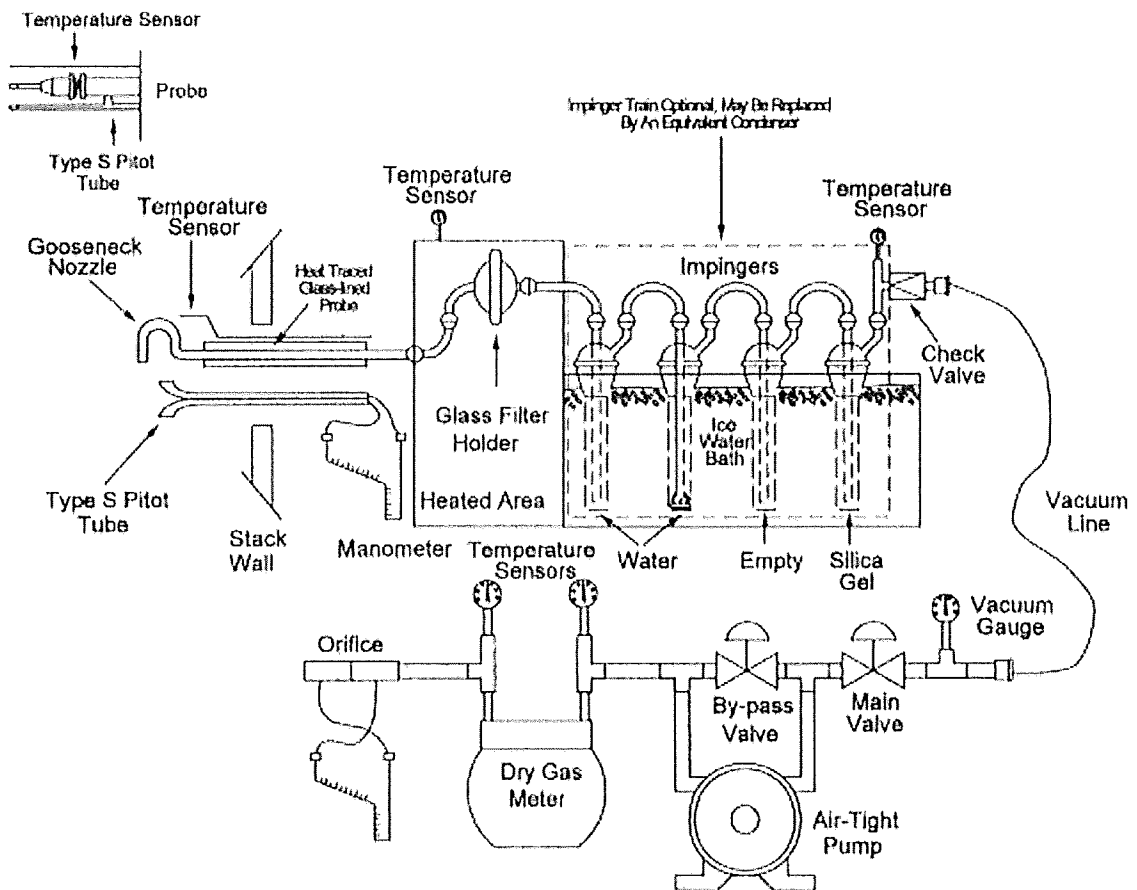 Temperature Sensor
Probe
Type S Pitot
Tube
Impinger Train Optional, May Be Replaced
By An Equivalent Condenser
Temperature
Sensor
Gooseneck
Nozzle
Heat Traced
Glass-lined
Probe
Temperature
Sensor
Temperature
Sensor
Impingers
Check
Valve
Glass Filter
Holder
Heated Area
Ice
Water
Bath
Type S Pitot
Tube
Stack
Wall
Manometer
Temperature
Sensors
Water
Empty
Silica
Gel
Vacuum
Line
Vacuum
Gauge
Orifice
By-pass
Valve
Main
Valve
Dry Gas
Meter
Air-Tight
Pump